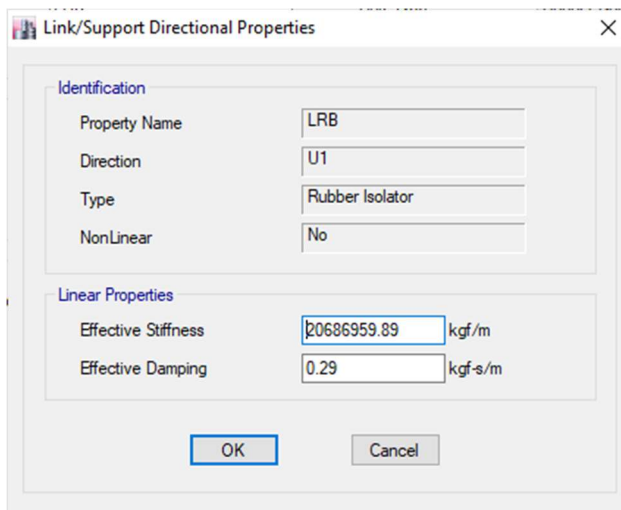 Link/Support Directional Properties
Identification
Property Name LRB
Direction U1
Type Rubber Isolator
NonLinear No
Linear Properties
Effective Stiffness 20686959.89 kgf/m
Effective Damping 0.29 kgf-s/m
OK Cancel